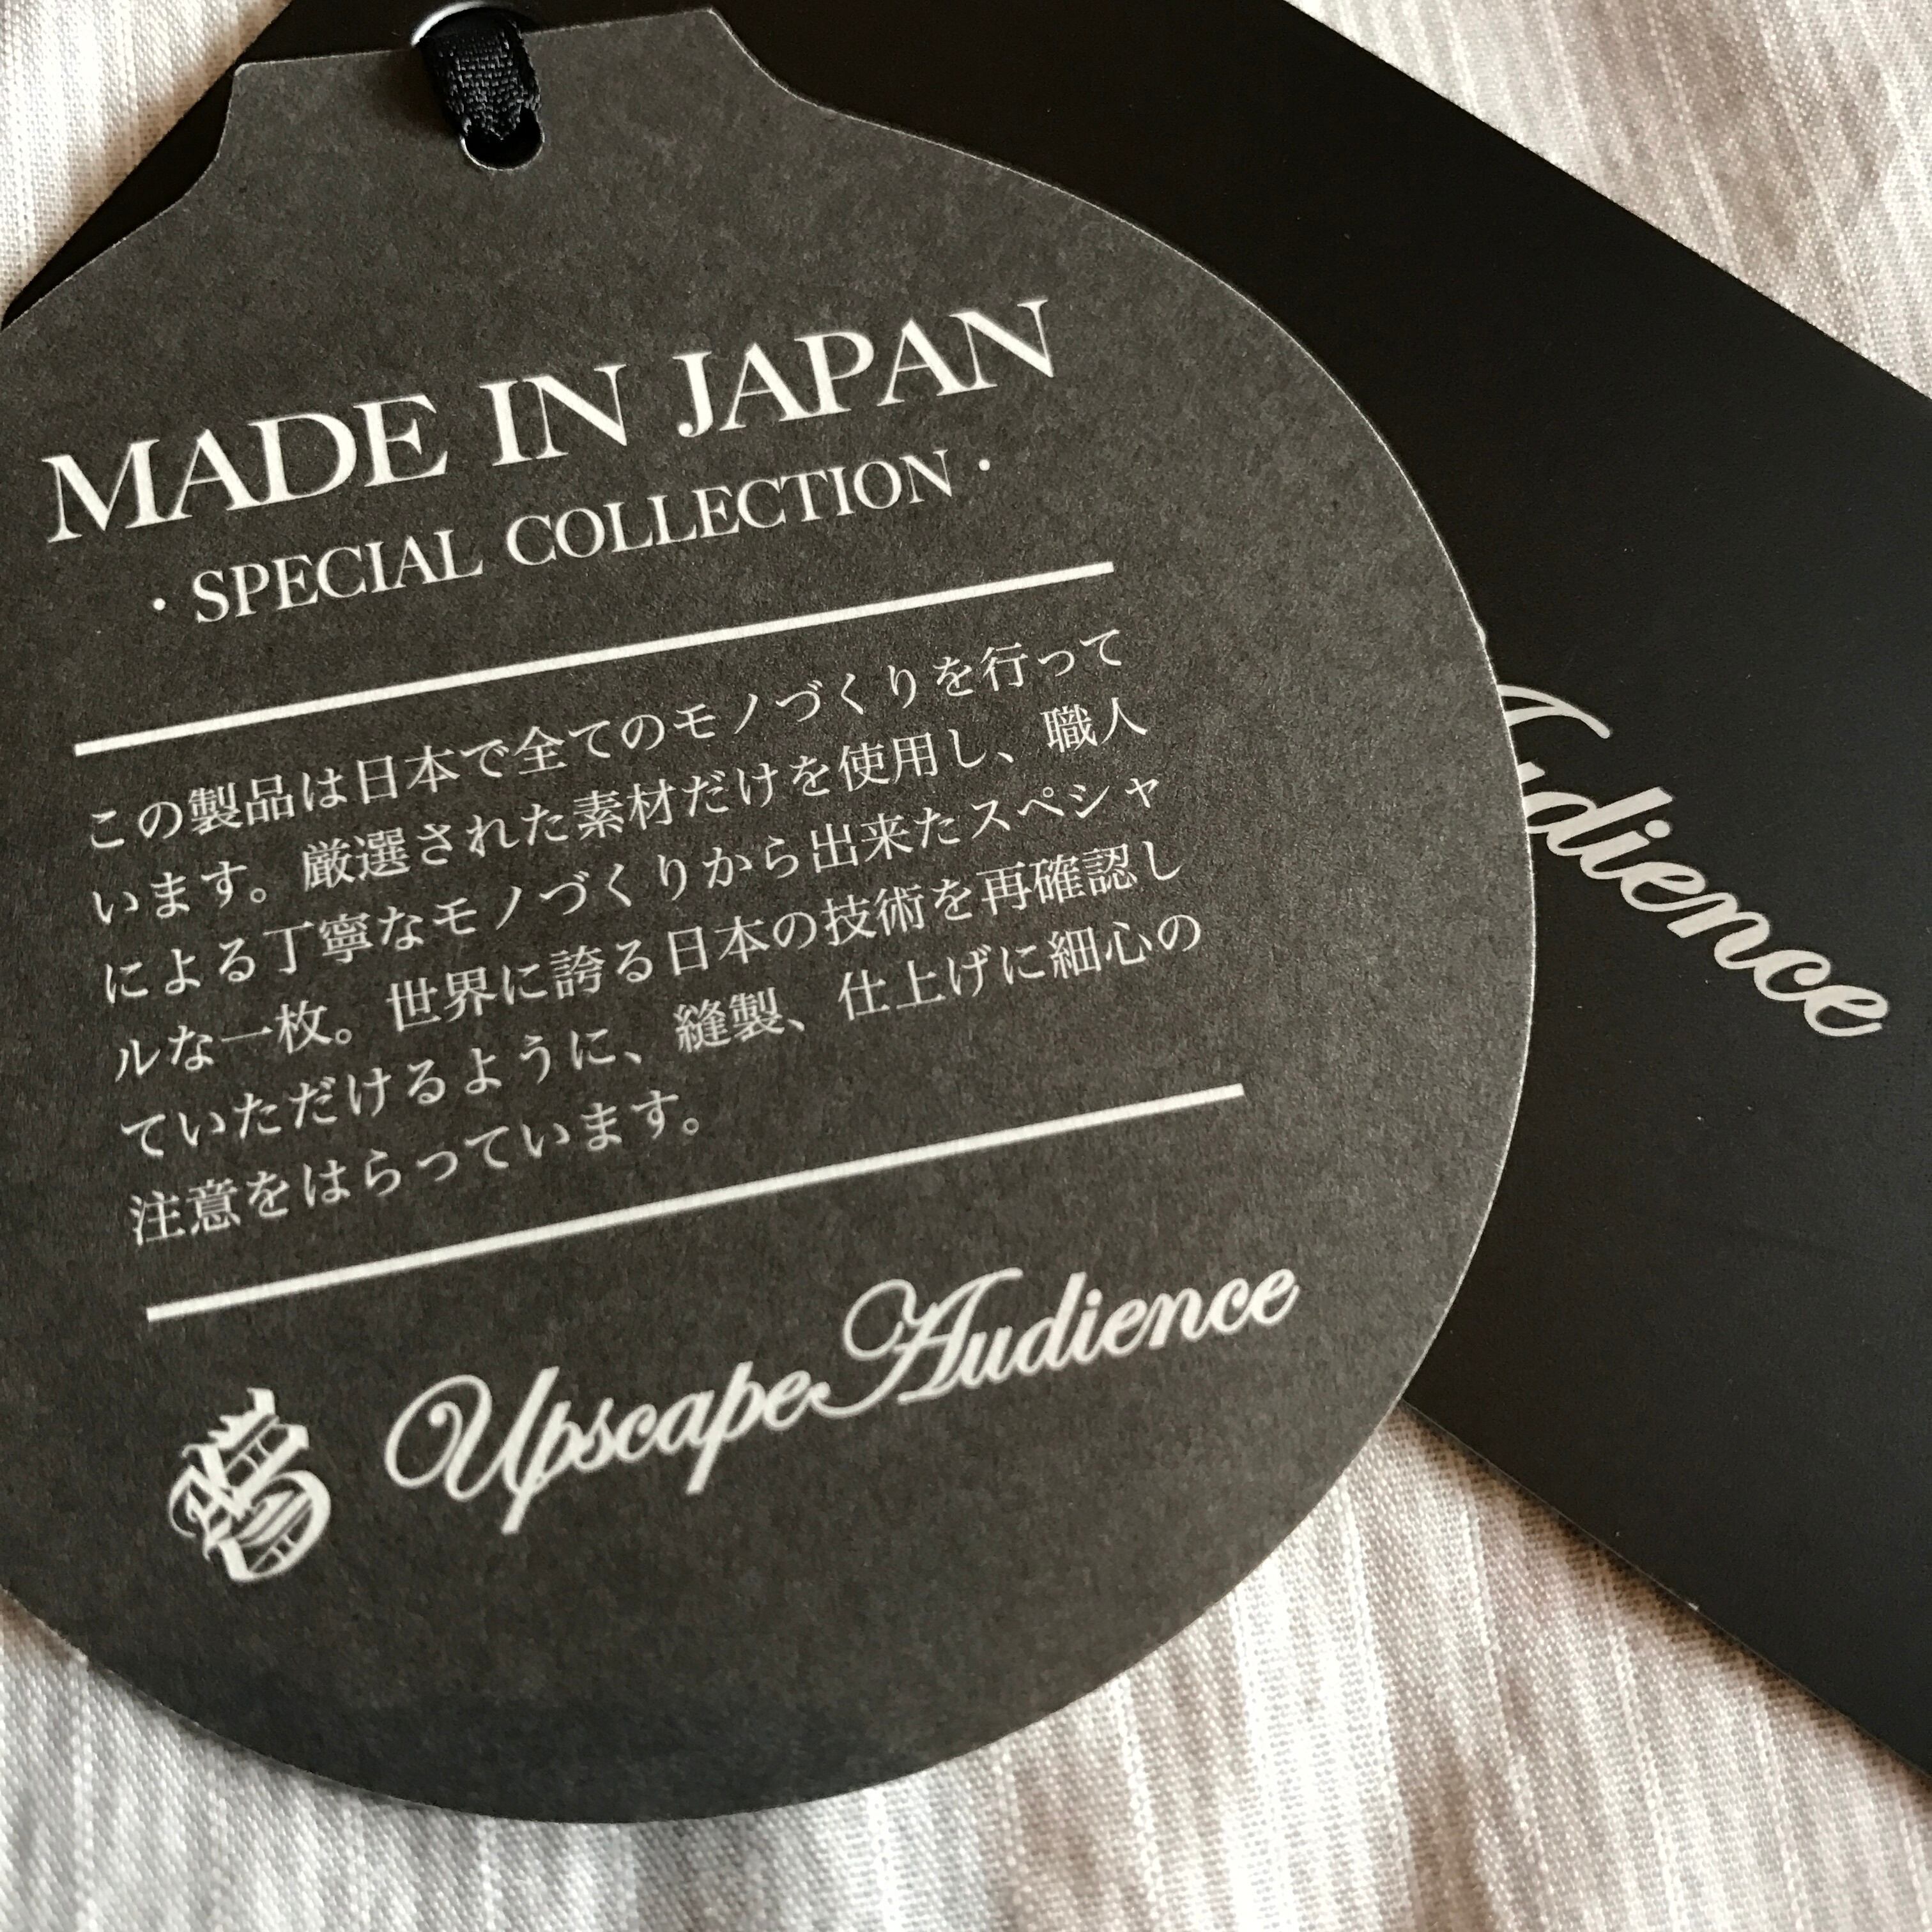 MADE IN JAPAN
・SPECIAL COLLECTION・
この製品は日本で全てのモノづくりを行って
います。厳選された素材だけを使用し、職人
による丁寧なモノづくりから出来たスペシャ
ルな一枚。世界に誇る日本の技術を再確認し
ていただけるように、縫製、仕上げに細心の
注意をはらっています。
UpscapeAudience
Audience